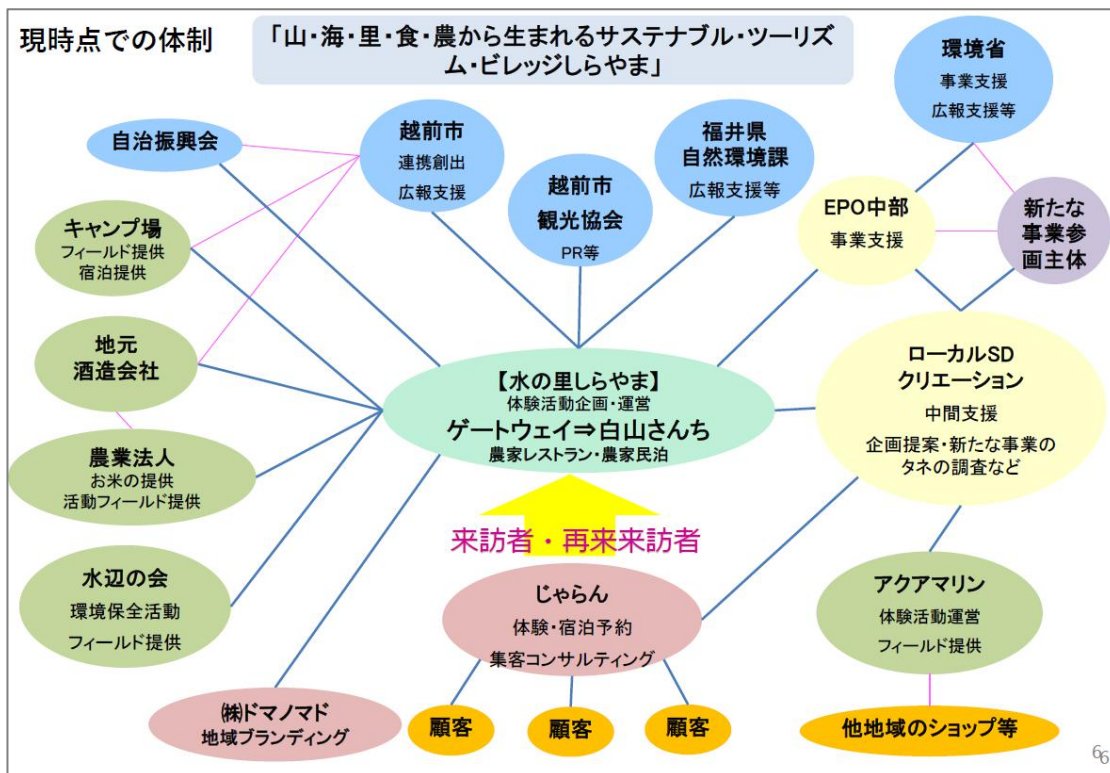 現時点での体制
「山・海・里・食・農から生まれるサステナブル・ツーリズ
ム・ビレッジしらやま」
自治振興会
越前市
連携創出
広報支援
越前市
観光協会
PR等
福井県
自然環境課
広報支援等
環境省
事業支援
広報支援等
EPO中部
事業支援
新たな
事業参
画主体
キャンプ場
フィールド提供
宿泊提供
地元
酒造会社
農業法人
お米の提供
活動フィールド提供
水辺の会
環境保全活動
フィールド提供
【水の里しらやま】
体験活動企画・運営
ゲートウェイ⇒白山さんち
農家レストラン・農家民泊
ローカルSD
クリエーション
中間支援
企画提案・新たな事業の
タネの調査など
来訪者・再来来訪者
じゃらん
体験・宿泊予約
集客コンサルティング
アクアマリン
体験活動運営
フィールド提供
㈱ドマノマド
地域ブランディング
顧客
顧客
顧客
他地域のショップ等
66